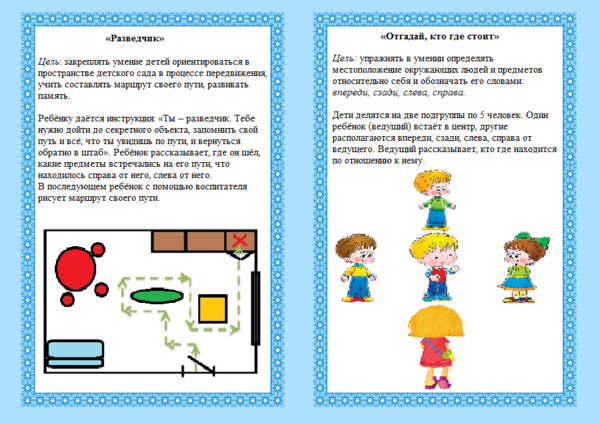 «Разведчик»
Цель: закреплять умение детей ориентироваться в
пространстве детского сада в процессе передвижения,
учить составлять маршрут своего пути, развивать
память.
Ребёнку даётся инструкция: «Ты – разведчик. Тебе
нужно дойти до секретного объекта, запомнить свой
путь и всё, что ты увидишь по пути, и вернуться
обратно в штаб». Ребёнок рассказывает, где он шёл,
какие предметы встречались на его пути, что
находилось справа от него, слева от него.
В последующем ребёнок с помощью воспитателя
рисует маршрут своего пути.
«Отгадай, кто где стоит»
Цель: упражнять в умении определять
местоположение окружающих людей и предметов
относительно себя и обозначать его словами:
впереди, сзади, слева, справа.
Дети делятся на две подгруппы по 5 человек. Один
ребёнок (ведущий) встаёт в центр, другие
располагаются впереди, сзади, слева, справа от
ведущего. Ведущий рассказывает, кто где находится
по отношению к нему.